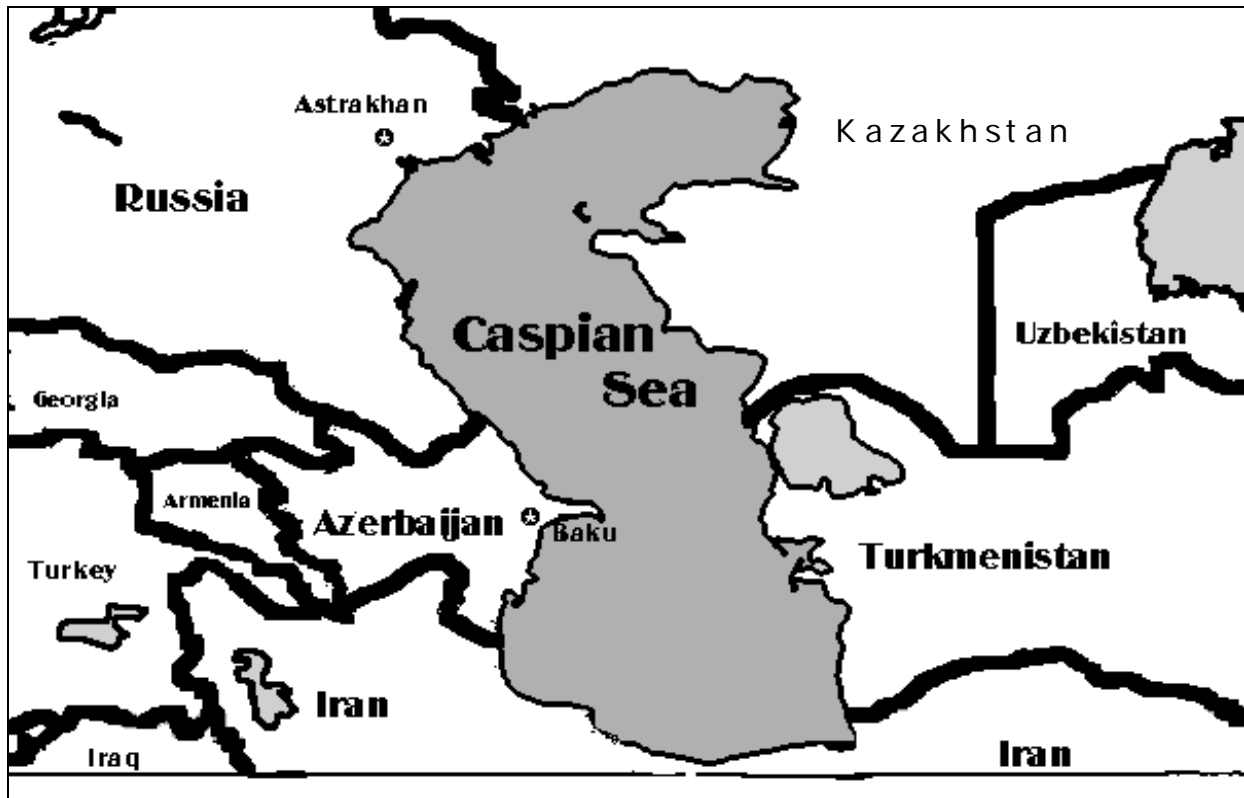 Astrakhan
Kazakhstan
Russia
Caspian
Sea
Uzbekistan
Georgia
Armenia
Azerbaijan
Baku
Turkmenistan
Turkey
Iran
Iraq
Iran